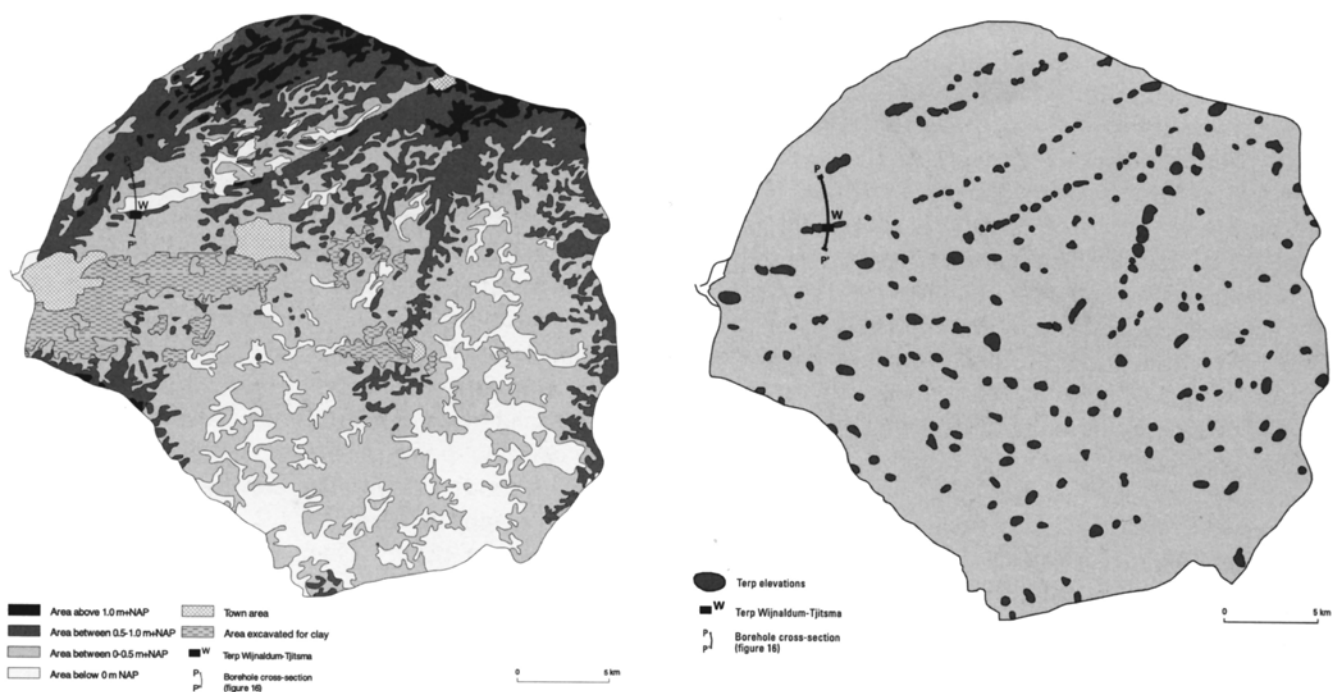 P
W
P'
Area above 1.0 m+NAP
Area between 0.5-1.0 m+NAP
Area between 0-0.5 m+NAP
Area below 0 m NAP
Town area
Area excavated for clay
W
Terp Wijnaldum-Tjitsma
P
P'
Borehole cross-section
(figure 16)
0
5 km
P
W
P'
Terp elevations
W
Terp Wijnaldum-Tjitsma
P
P'
Borehole cross-section
(figure 16)
0
5 km